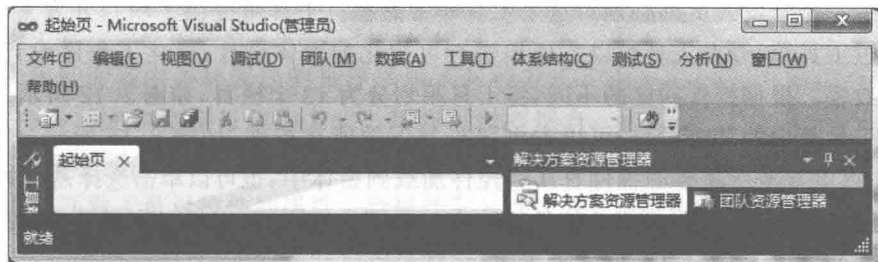 起始页 - Microsoft Visual Studio(管理员)
文件(F) 编辑(E) 视图(V) 调试(D) 团队(M) 数据(A) 工具(T) 体系结构(C) 测试(S) 分析(N) 窗口(W)
帮助(H)
起始页
解决方案资源管理器
工具箱
解决方案资源管理器 团队资源管理器
就绪